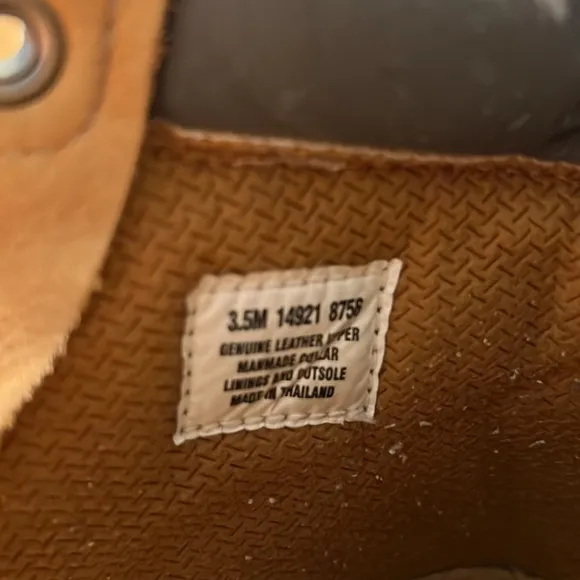 3.5M 14921 8758
GENUINE LEATHER UPPER
MANMADE COLLAR
LININGS AND OUTSOLE
MADE IN THAILAND